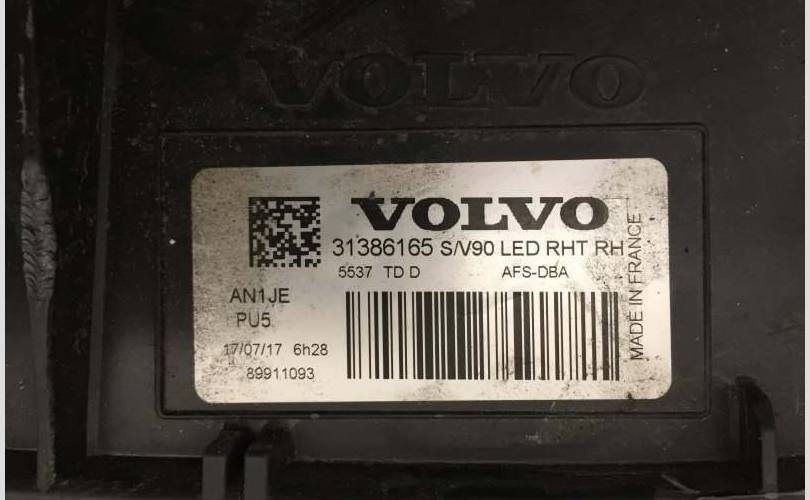 VOLVO
VOLVO
31386165 S/V90 LED RHT RH
5537 TD D AFS-DBA
AN1JE
PU5
17/07/17 6h28
89911093
MADE IN FRANCE